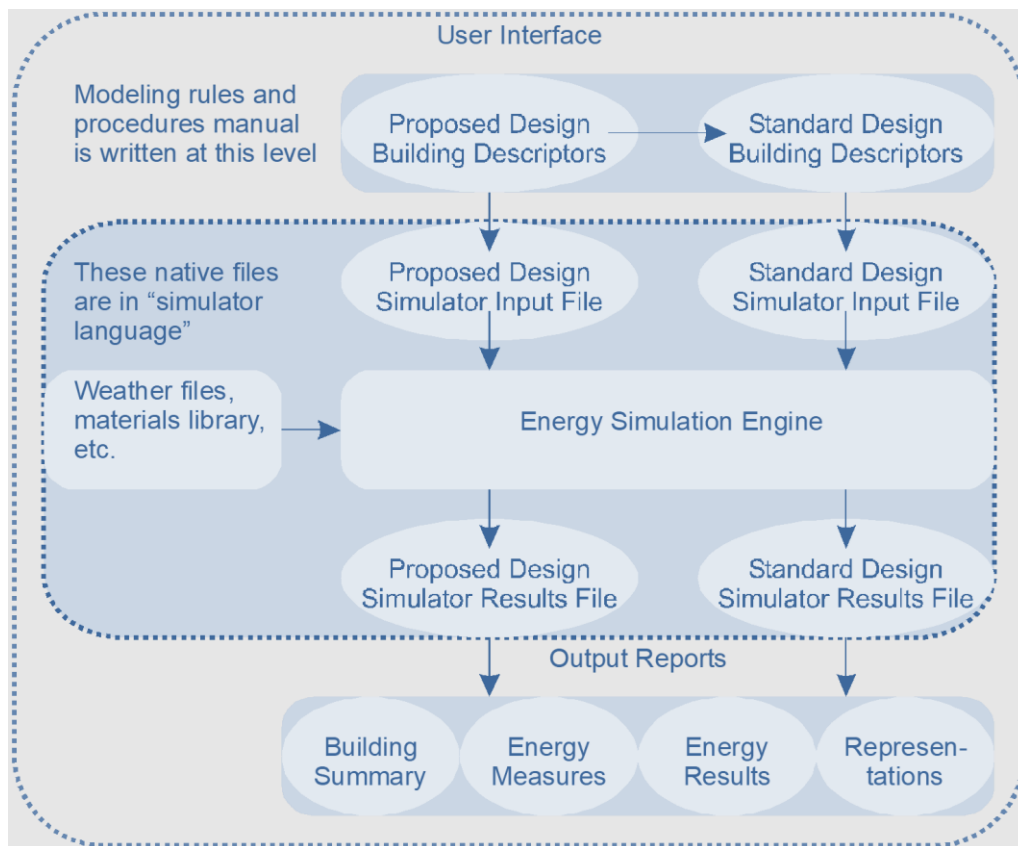 User Interface
Modeling rules and
procedures manual
is written at this level
Proposed Design
Building Descriptors
Standard Design
Building Descriptors
These native files
are in “simulator
language”
Proposed Design
Simulator Input File
Standard Design
Simulator Input File
Weather files,
materials library,
etc.
Energy Simulation Engine
Proposed Design
Simulator Results File
Standard Design
Simulator Results File
Output Reports
Building
Summary
Energy
Measures
Energy
Results
Represen-
tations